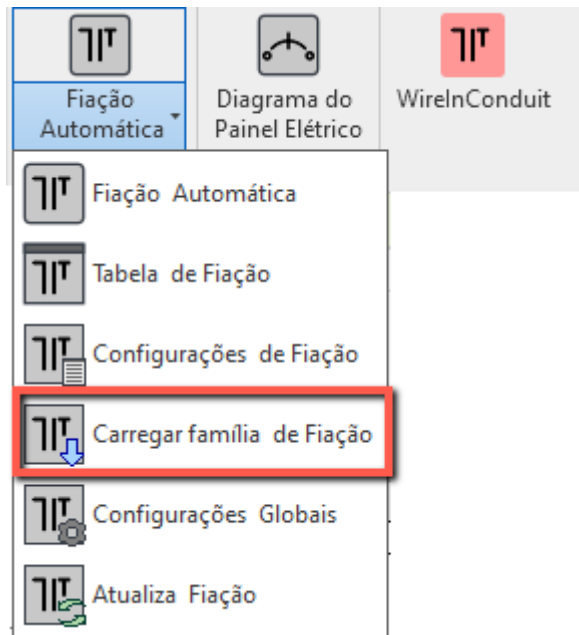 Fiação
Automática
Diagrama do
Painel Elétrico
WireInConduit
Fiação Automática
Tabela de Fiação
Configurações de Fiação
Carregar família de Fiação
Configurações Globais
Atualiza Fiação